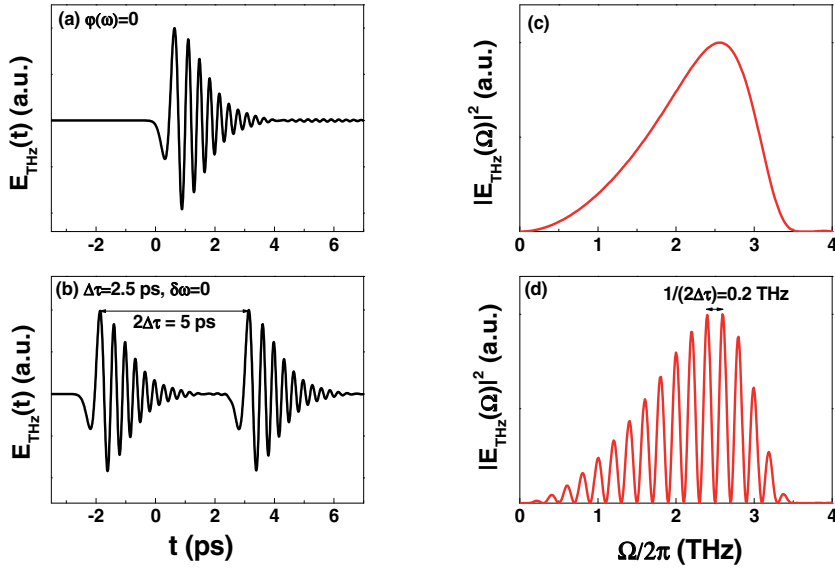 (a) φ(ω)=0
E_THz(t) (a.u.)
-2 0 2 4 6
(b) Δτ=2.5 ps, δω=0
2Δτ = 5 ps
E_THz(t) (a.u.)
-2 0 2 4 6
t (ps)
(c)
|E_THz(Ω)|² (a.u.)
0 1 2 3 4
(d)
1/(2Δτ)=0.2 THz
|E_THz(Ω)|² (a.u.)
0 1 2 3 4
Ω/2π (THz)